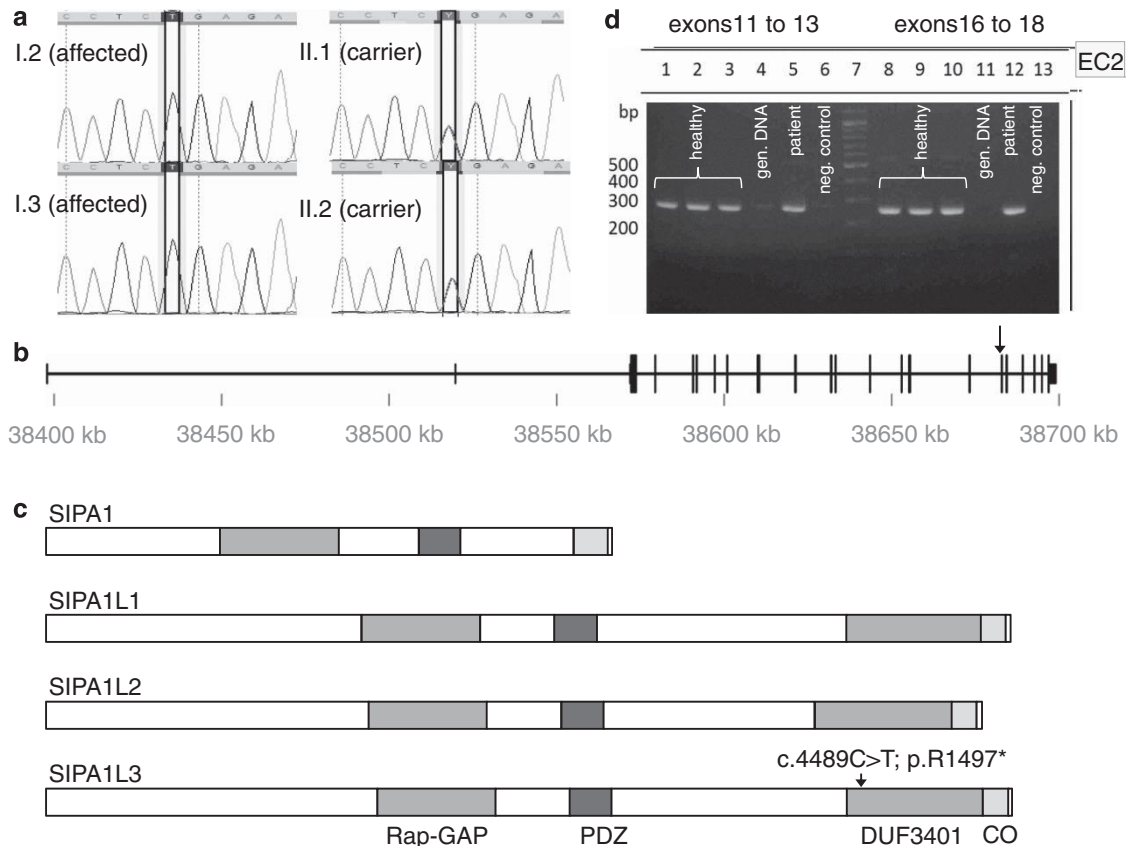 a
C C T C T G A G A
I.2 (affected)
C C T C Y G A G A
II.1 (carrier)
C C T C T G A G A
I.3 (affected)
C C T C Y G A G A
II.2 (carrier)
d
exons11 to 13
exons16 to 18
1 2 3 4 5 6 7 8 9 10 11 12 13
EC2
bp
healthy
gen. DNA
patient
neg. control
healthy
gen. DNA
patient
neg. control
500
400
300
200
b
38400 kb
38450 kb
38500 kb
38550 kb
38600 kb
38650 kb
38700 kb
c
SIPA1
SIPA1L1
SIPA1L2
SIPA1L3
c.4489C>T; p.R1497*
Rap-GAP
PDZ
DUF3401
CO